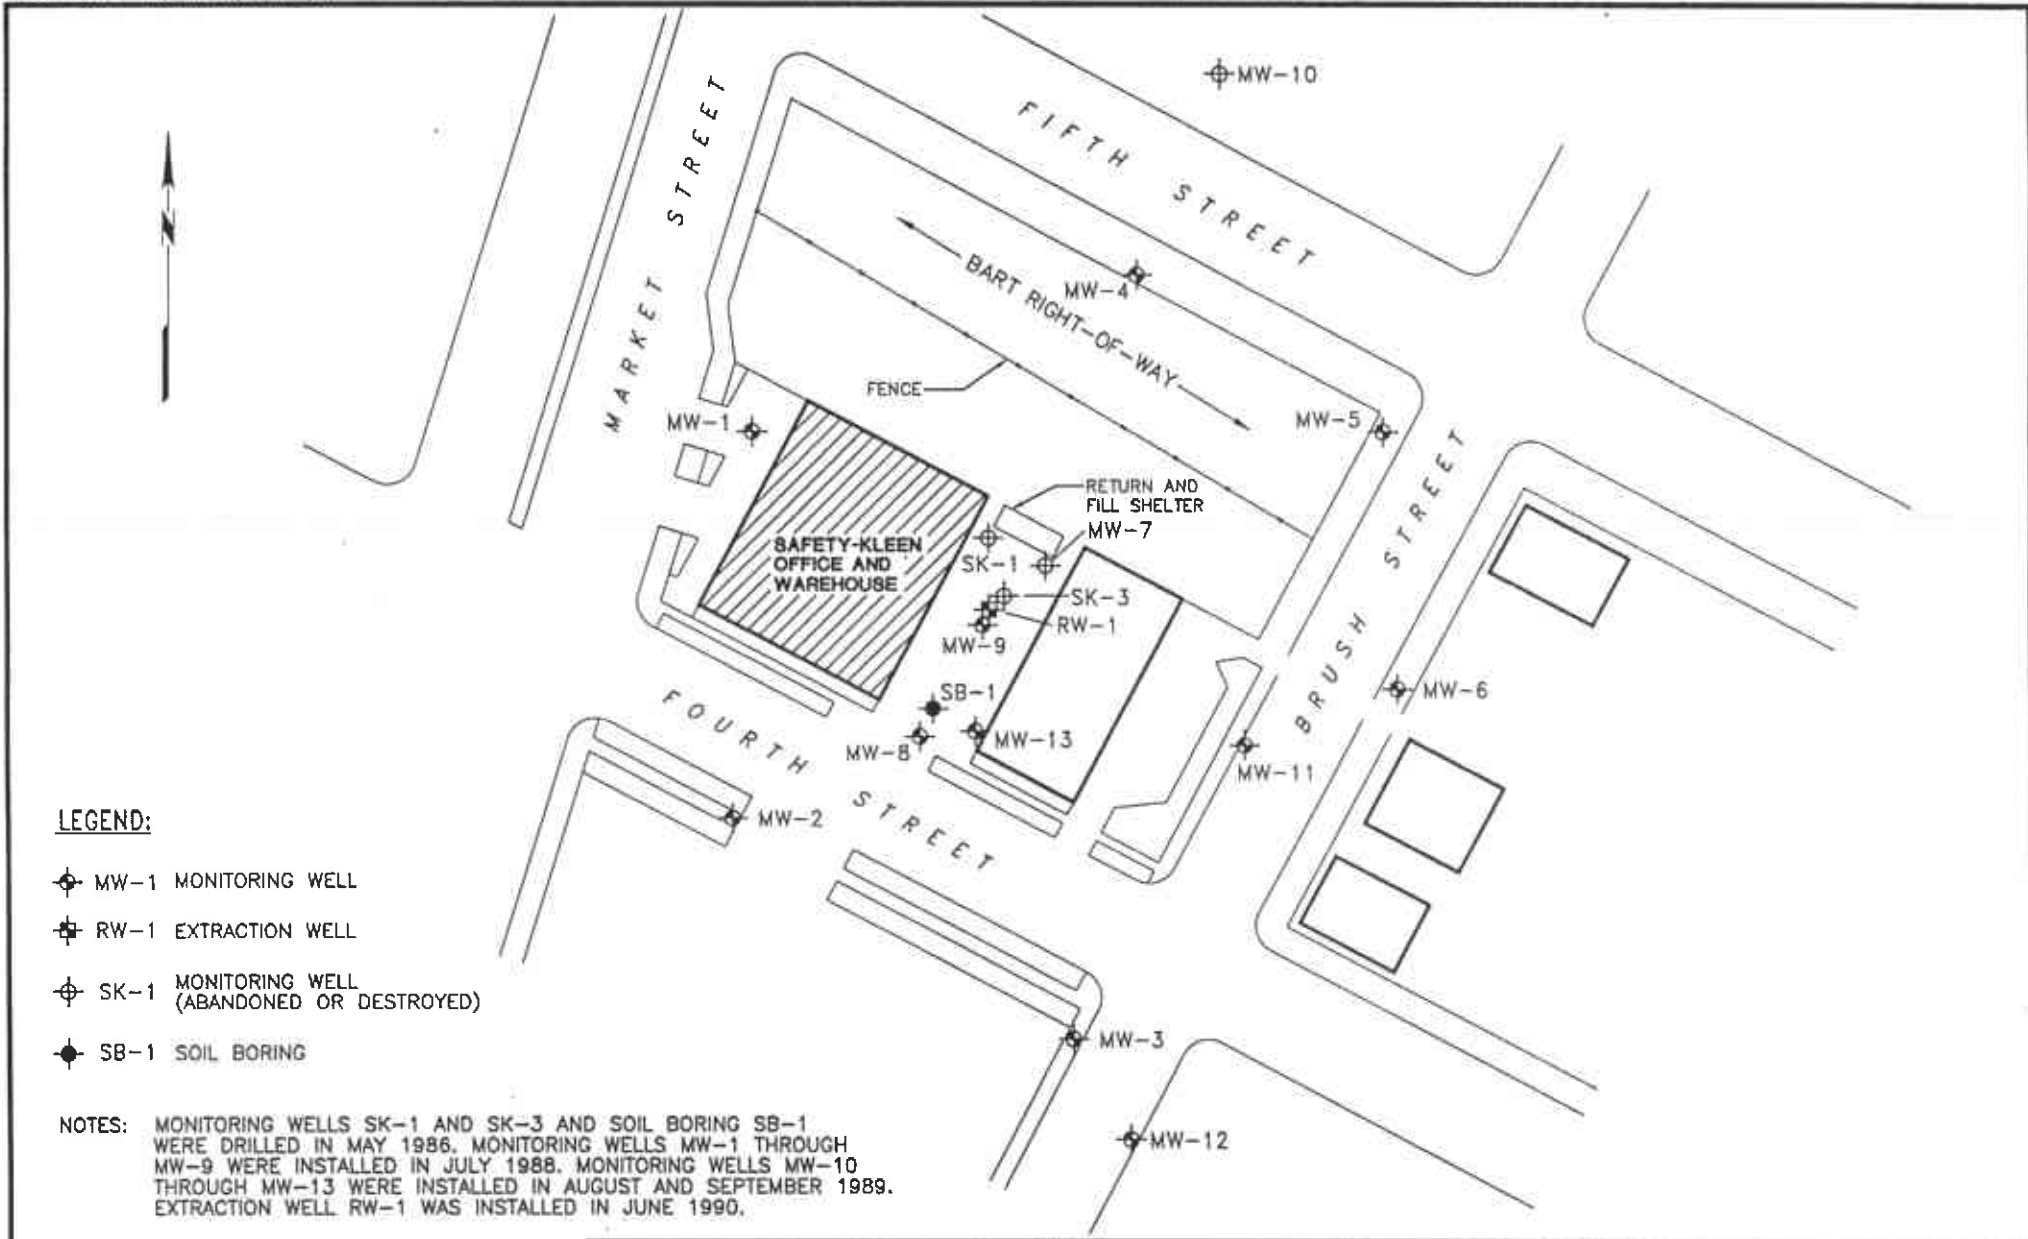 MW-10
MARKET STREET
FIFTH STREET
N
BART RIGHT-OF-WAY
MW-4
FENCE
MW-1
MW-5
RETURN AND
FILL SHELTER
MW-7
SAFETY-KLEEN
OFFICE AND
WAREHOUSE
SK-1
SK-3
RW-1
MW-9
BRUSH STREET
SB-1
MW-6
FOURTH STREET
MW-8
MW-13
MW-11
MW-2
MW-3
MW-12
LEGEND:
MW-1 MONITORING WELL
RW-1 EXTRACTION WELL
SK-1 MONITORING WELL
(ABANDONED OR DESTROYED)
SB-1 SOIL BORING
NOTES: MONITORING WELLS SK-1 AND SK-3 AND SOIL BORING SB-1
WERE DRILLED IN MAY 1986. MONITORING WELLS MW-1 THROUGH
MW-9 WERE INSTALLED IN JULY 1988. MONITORING WELLS MW-10
THROUGH MW-13 WERE INSTALLED IN AUGUST AND SEPTEMBER 1989.
EXTRACTION WELL RW-1 WAS INSTALLED IN JUNE 1990.